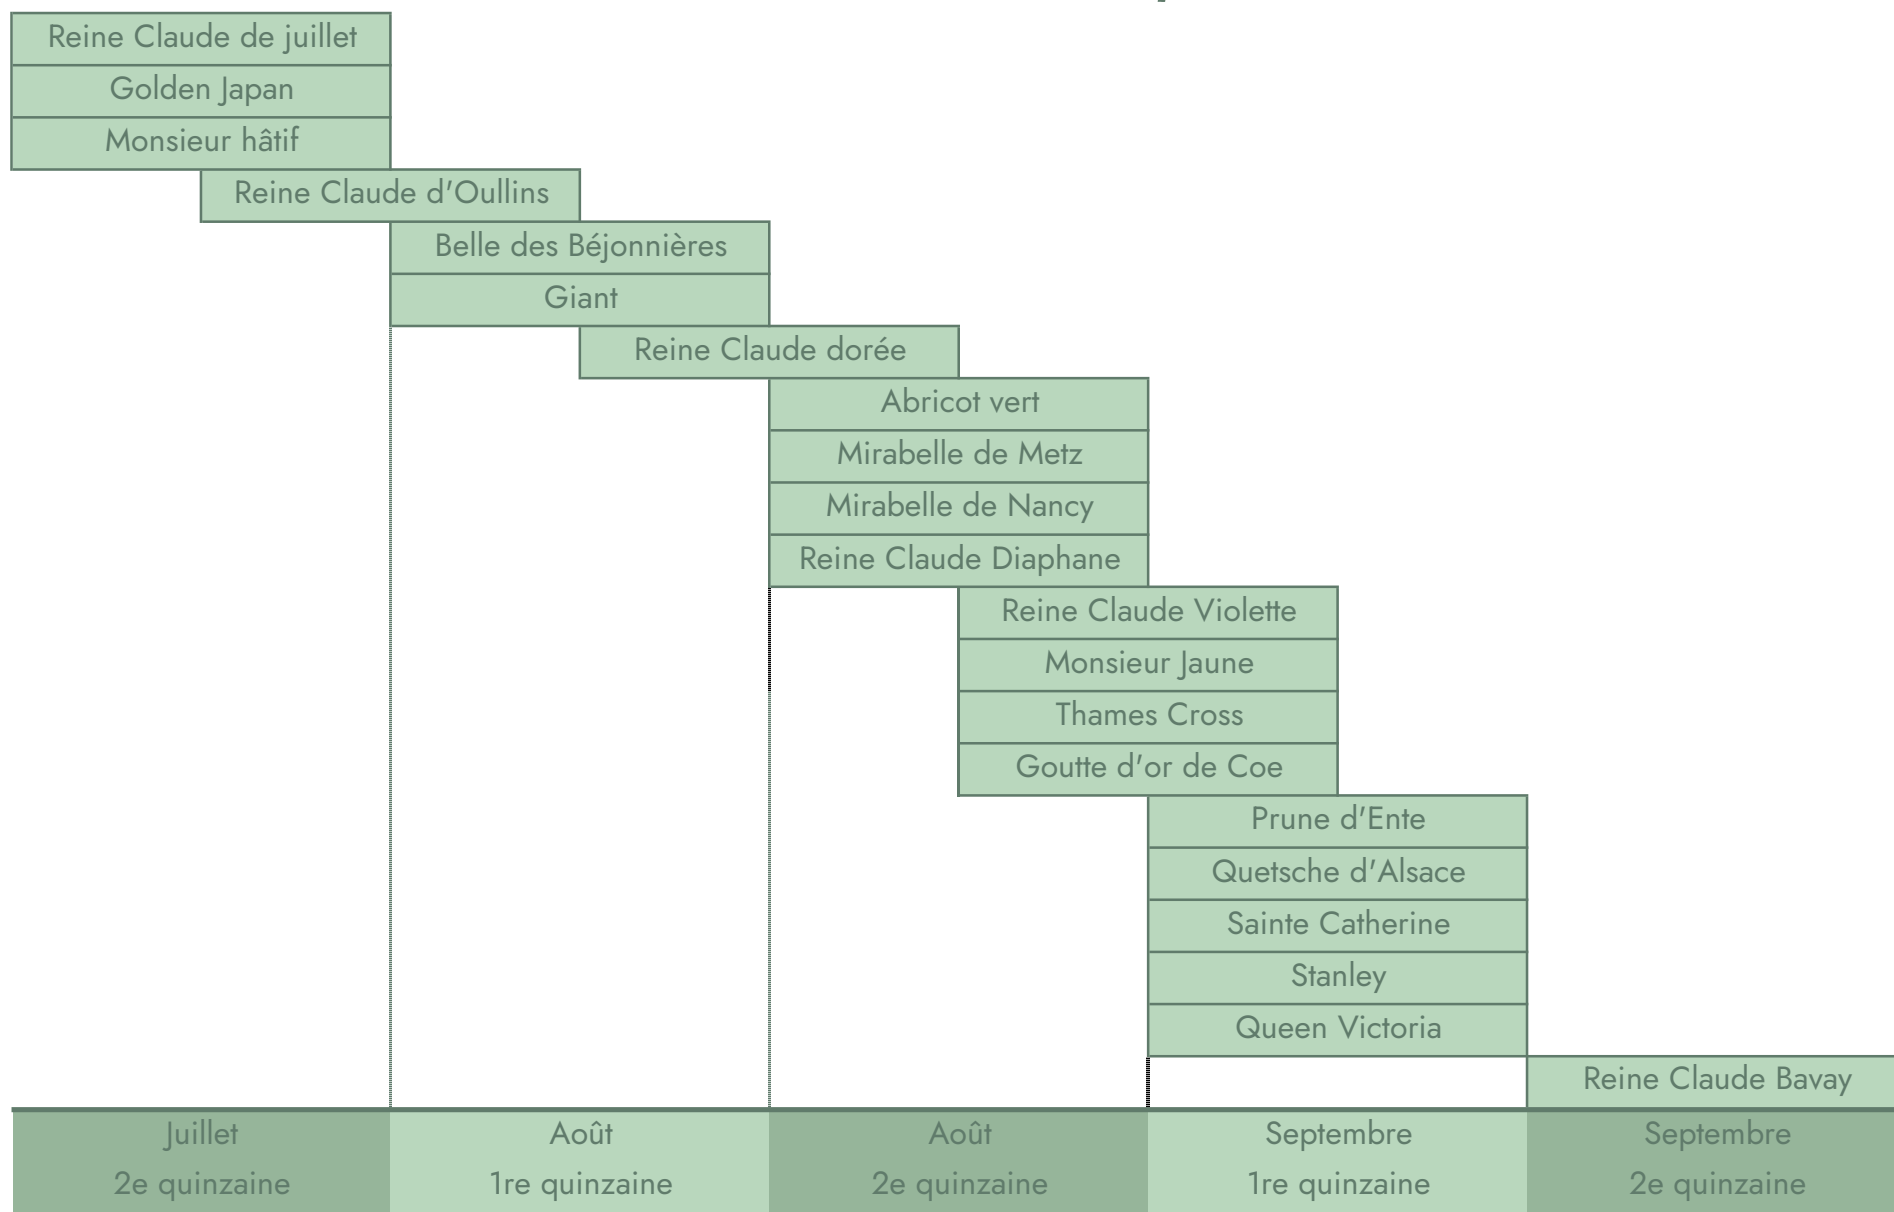 Reine Claude de juillet
Golden Japan
Monsieur hâtif
Reine Claude d'Oullins
Belle des Béjonnières
Giant
Reine Claude dorée
Abricot vert
Mirabelle de Metz
Mirabelle de Nancy
Reine Claude Diaphane
Reine Claude Violette
Monsieur Jaune
Thames Cross
Goutte d'or de Coe
Prune d'Ente
Quetsche d'Alsace
Sainte Catherine
Stanley
Queen Victoria
Reine Claude Bavay
Juillet
2e quinzaine
Août
1re quinzaine
Août
2e quinzaine
Septembre
1re quinzaine
Septembre
2e quinzaine